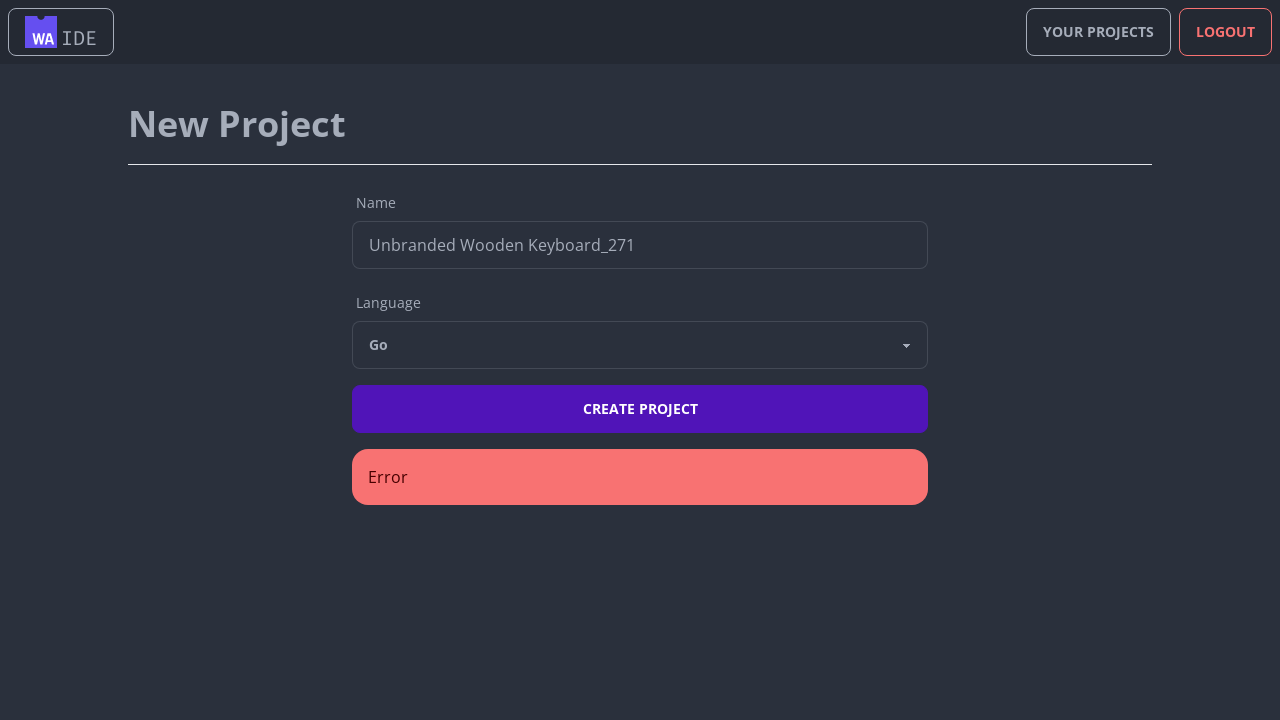 WA IDE
YOUR PROJECTS
LOGOUT
New Project
Name
Unbranded Wooden Keyboard_271
Language
Go
CREATE PROJECT
Error